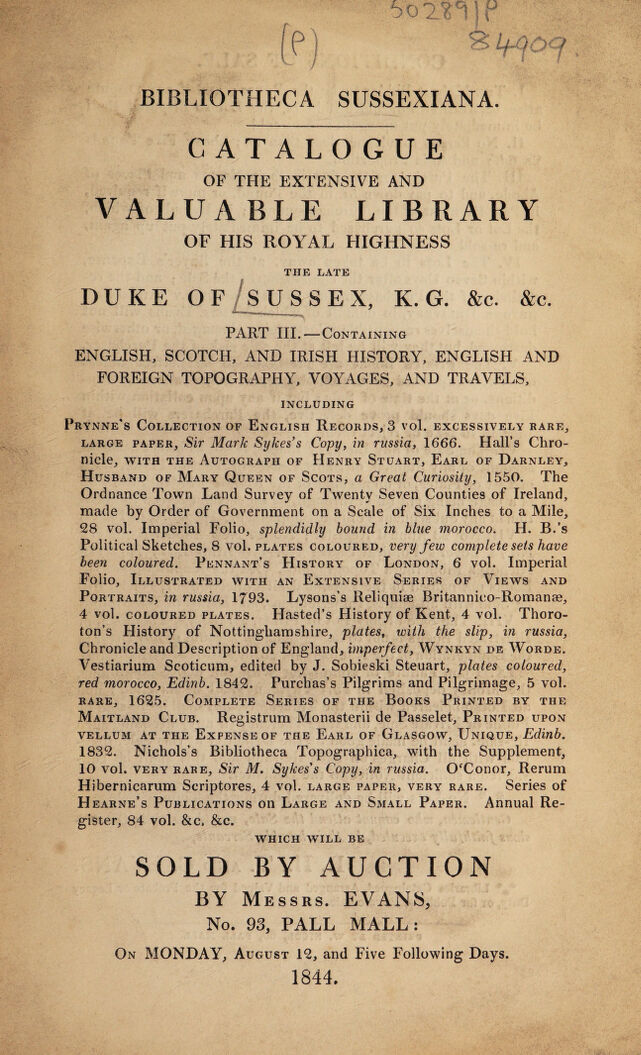 50289/P
(P)
84909.
BIBLIOTHECA SUSSEXIANA.
CATALOGUE
OF THE EXTENSIVE AND
VALUABLE LIBRARY
OF HIS ROYAL HIGHNESS
THE LATE
DUKE OF SUSSEX, K.G. &c. &c.
PART III.—CONTAINING
ENGLISH, SCOTCH, AND IRISH HISTORY, ENGLISH AND
FOREIGN TOPOGRAPHY, VOYAGES, AND TRAVELS,
INCLUDING
PRYNNE'S COLLECTION OF ENGLISH RECORDS, 3 vol. EXCESSIVELY RARE,
LARGE PAPER, Sir Mark Sykes's Copy, in russia, 1666. Hall's Chro-
nicle, WITH THE AUTOGRAPH OF HENRY STUART, EARL OF DARNLEY,
HUSBAND OF MARY QUEEN OF SCOTS, a Great Curiosity, 1550. The
Ordnance Town Land Survey of Twenty Seven Counties of Ireland,
made by Order of Government on a Scale of Six Inches to a Mile,
28 vol. Imperial Folio, splendidly bound in blue morocco. H. B.'s
Political Sketches, 8 vol. PLATES COLOURED, very few complete sets have
been coloured. PENNANT'S HISTORY OF LONDON, 6 vol. Imperial
Folio, ILLUSTRATED WITH AN EXTENSIVE SERIES OF VIEWS AND
PORTRAITS, in russia, 1793. Lysons's Reliquiæ Britannico-Romanæ,
4 vol. COLOURED PLATES. Hasted's History of Kent, 4 vol. Thoro-
ton's History of Nottinghamshire, plates, with the slip, in russia,
Chronicle and Description of England, imperfect, WYNKYN DE WORDE.
Vestiarium Scoticum, edited by J. Sobieski Steuart, plates coloured,
red morocco, Edinb. 1842. Purchas's Pilgrims and Pilgrimage, 5 vol.
RARE, 1625. COMPLETE SERIES OF THE BOOKS PRINTED BY THE
MAITLAND CLUB. Registrum Monasterii de Passelet, PRINTED UPON
VELLUM AT THE EXPENSE OF THE EARL OF GLASGOW, UNIQUE, Edinb.
1832. Nichols's Bibliotheca Topographica, with the Supplement,
10 vol. VERY RARE, Sir M. Sykes's Copy, in russia. O'Conor, Rerum
Hibernicarum Scriptores, 4 vol. LARGE PAPER, VERY RARE. Series of
HEARNE'S PUBLICATIONS on LARGE AND SMALL PAPER. Annual Re-
gister, 84 vol. &c. &c.
WHICH WILL BE
SOLD BY AUCTION
BY MESSRS. EVANS,
No. 93, PALL MALL:
ON MONDAY, AUGUST 12, and Five Following Days.
1844.